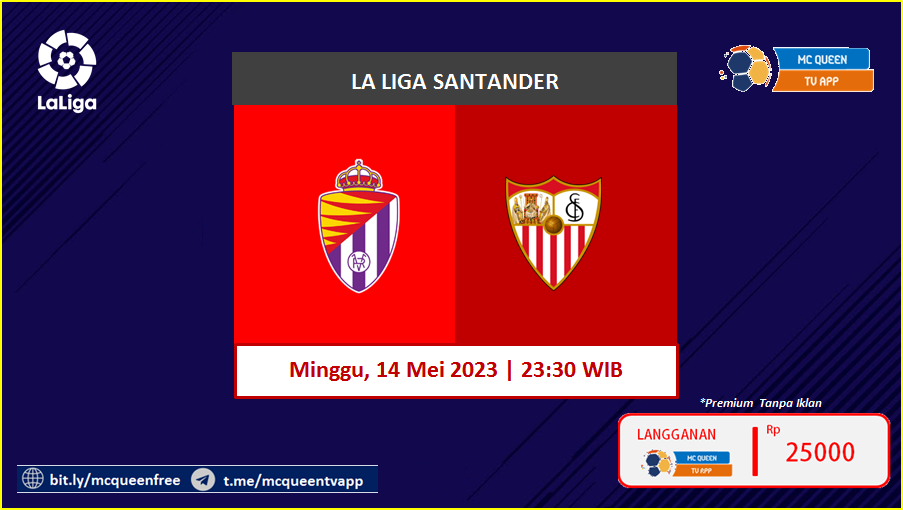 LaLiga
LA LIGA SANTANDER
MC QUEEN
TV APP
Minggu, 14 Mei 2023 | 23:30 WIB
*Premium Tanpa Iklan
LANGGANAN
MC QUEEN
TV APP
Rp
25000
bit.ly/mcqueenfree
t.me/mcqueentvapp